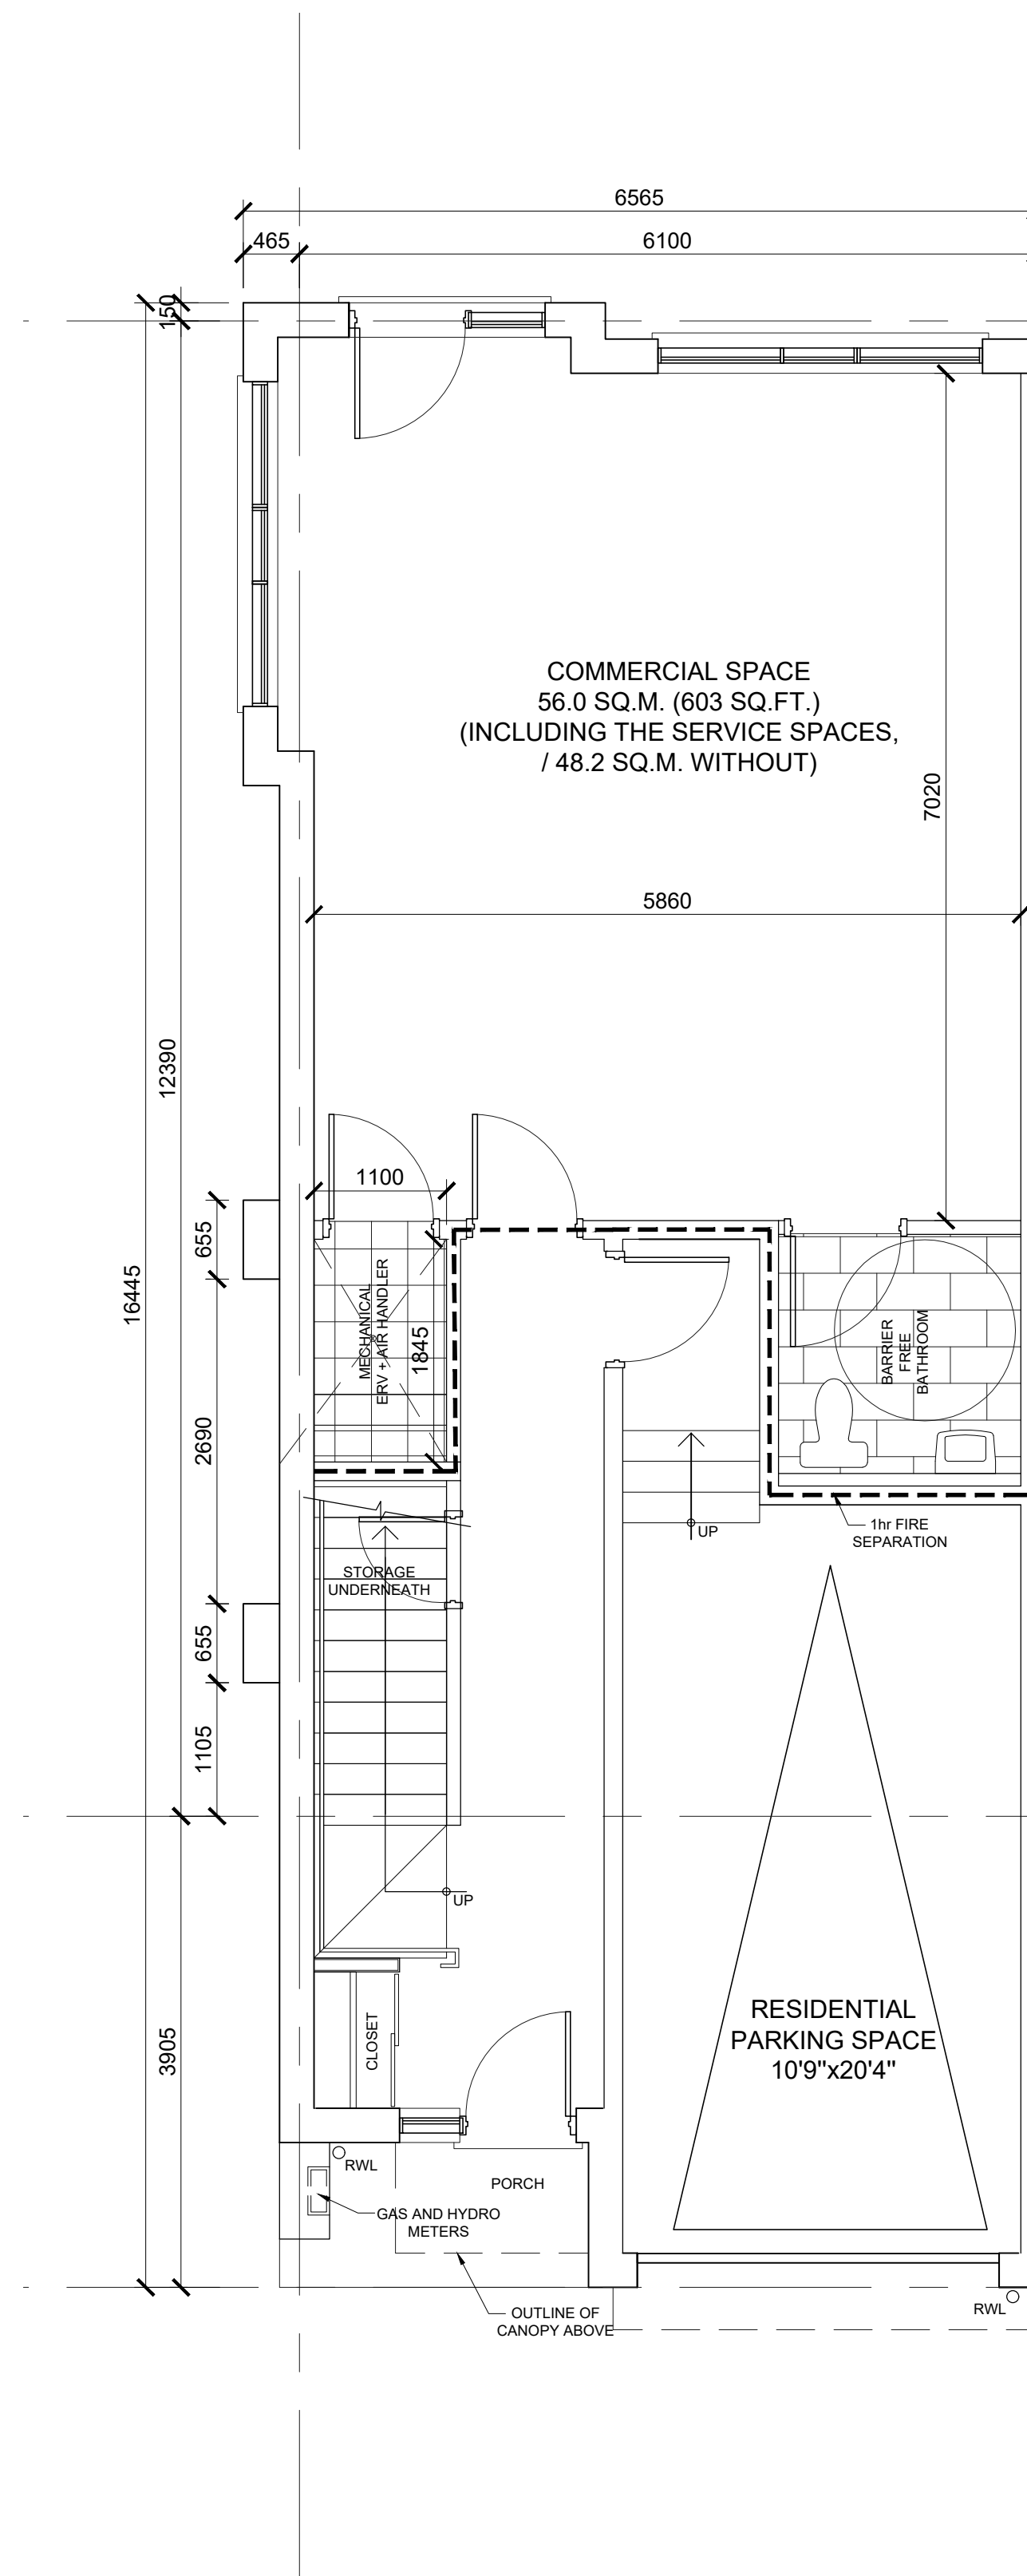 6565
465
6100
150
COMMERCIAL SPACE
56.0 SQ.M. (603 SQ.FT.)
(INCLUDING THE SERVICE SPACES,
/ 48.2 SQ.M. WITHOUT)
7020
5860
12390
1100
655
16445
MECHANICAL
ERV + AIR HANDLER
1845
BARRIER
FREE
BATHROOM
2690
1hr FIRE
SEPARATION
UP
STORAGE
UNDERNEATH
655
1105
UP
RESIDENTIAL
PARKING SPACE
10'9"x20'4"
3905
CLOSET
RWL
PORCH
GAS AND HYDRO
METERS
OUTLINE OF
CANOPY ABOVE
RWL